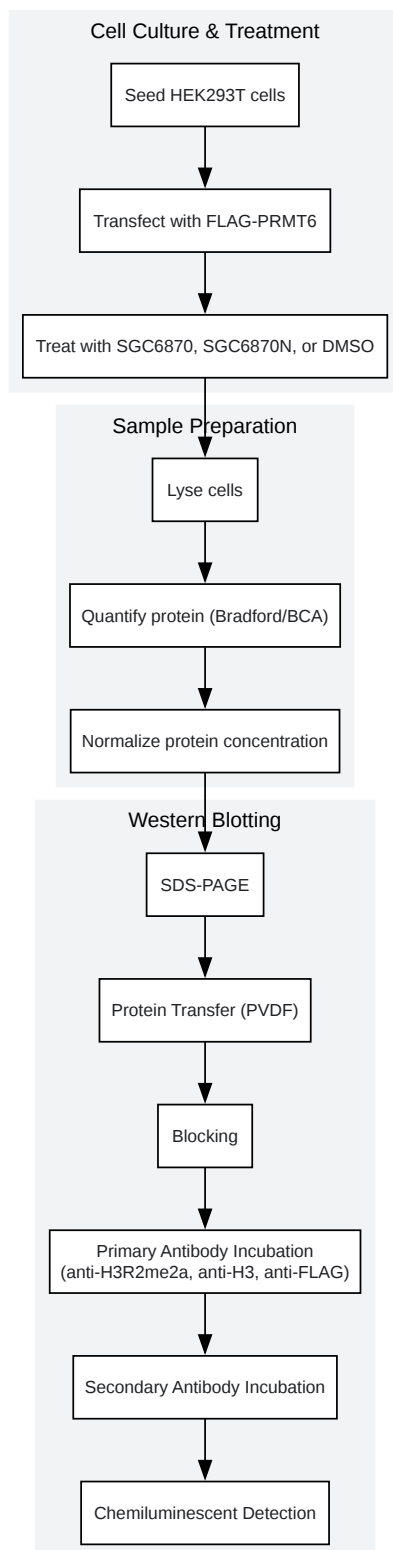 Cell Culture & Treatment
Seed HEK293T cells
Transfect with FLAG-PRMT6
Treat with SGC6870, SGC6870N, or DMSO
Sample Preparation
Lyse cells
Quantify protein (Bradford/BCA)
Normalize protein concentration
Western Blotting
SDS-PAGE
Protein Transfer (PVDF)
Blocking
Primary Antibody Incubation
(anti-H3R2me2a, anti-H3, anti-FLAG)
Secondary Antibody Incubation
Chemiluminescent Detection